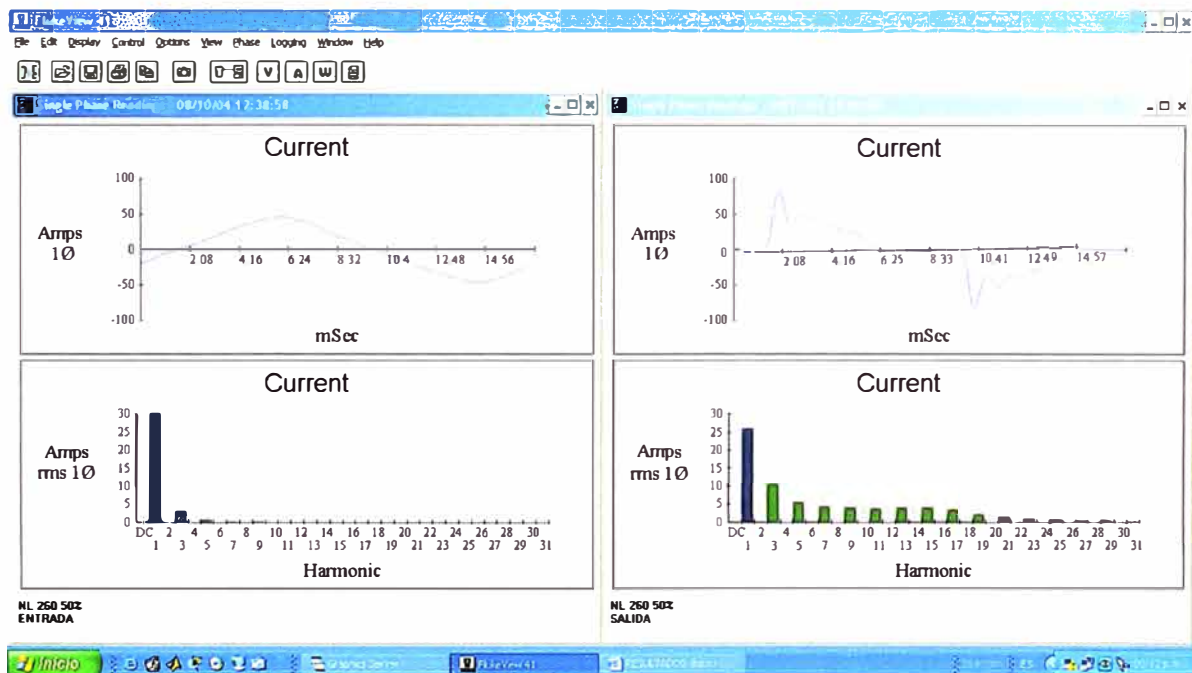 File Edit Display Control Options View Phase Logging Window Help
V A W
Single Phase Reading 08/10/04 12:38:58
Current
100
50
0
-50
-100
Amps
1Ø
2 08 4 16 6 24 8 32 10 4 12 48 14 56
mSec
Current
30
25
20
15
10
5
0
Amps
rms 1Ø
DC 2 4 6 8 10 12 14 16 18 20 22 24 26 28 30
1 3 5 7 9 11 13 15 17 19 21 23 25 27 29 31
Harmonic
NL 260 50%
ENTRADA
Current
100
50
0
-50
-100
Amps
1Ø
2 08 4 16 6 25 8 33 10 41 12 49 14 57
mSec
Current
30
25
20
15
10
5
0
Amps
rms 1Ø
DC 2 4 6 8 10 12 14 16 18 20 22 24 26 28 30
1 3 5 7 9 11 13 15 17 19 21 23 25 27 29 31
Harmonic
NL 260 50%
SALIDA
Inicio
Graphics Server
FlukeView 41
RESULTADOS
ES